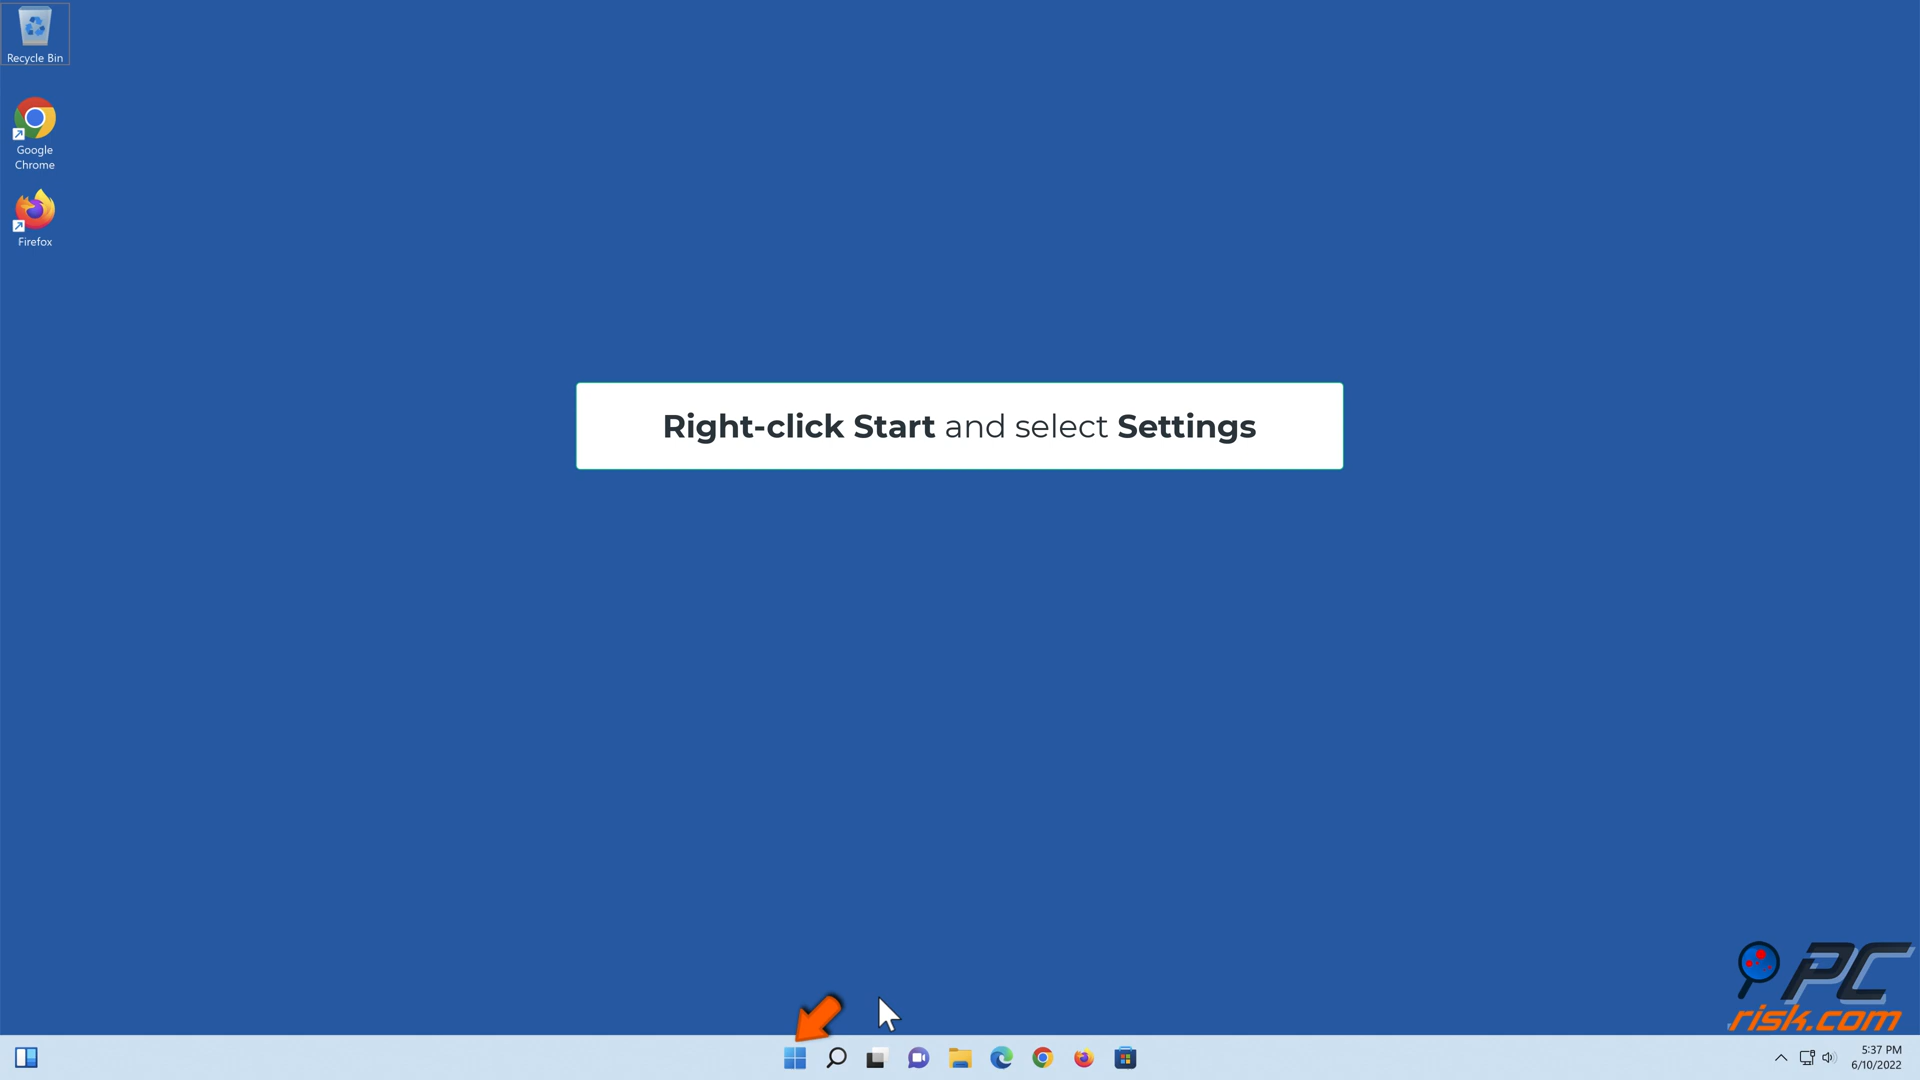 Recycle Bin
Google
Chrome
Firefox
Right-click Start and select Settings
PC
risk.com
5:37 PM
6/10/2022